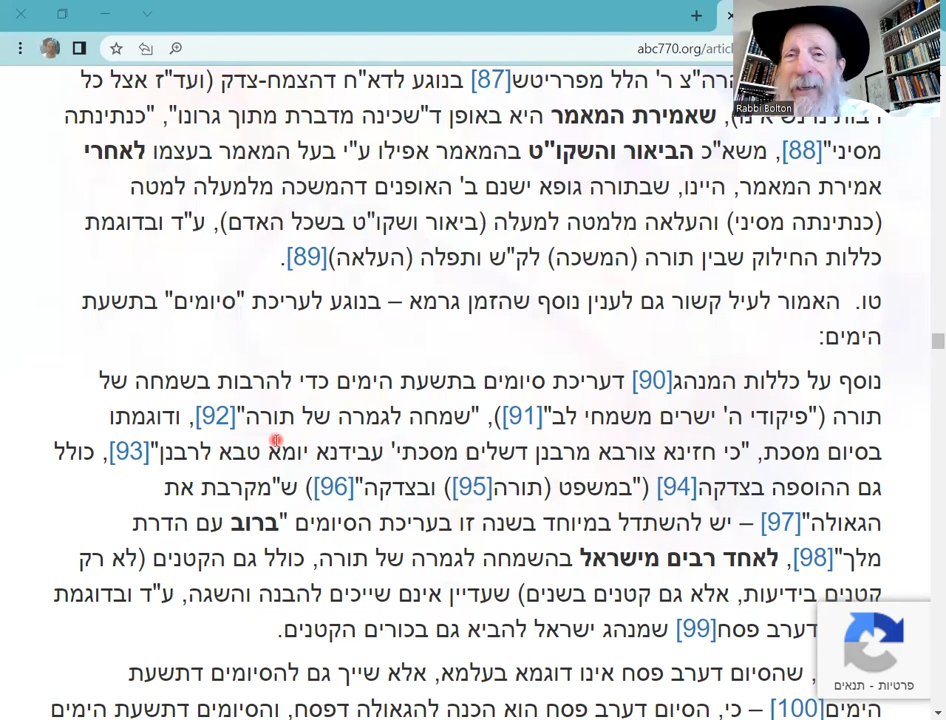 abc770.org/artic
Rabbi Bolton
הרה"צ ר' הלל מפרריטש[87] בנוגע לדא"ח דהצמח-צדק (ועד"ז אצל כל
שאמירת המאמר היא באופן ד"שכינה מדברת מתוך גרונו", "כנתינתה
מסיני"[88], משא"כ הביאור והשקו"ט בהמאמר אפילו ע"י בעל המאמר בעצמו לאחרי
אמירת המאמר, היינו, שבתורה גופא ישנם ב' האופנים דהמשכה מלמעלה למטה
(כנתינתה מסיני) והעלאה מלמטה למעלה (ביאור ושקו"ט בשכל האדם), ע"ד ובדוגמת
כללות החילוק שבין תורה (המשכה) לק"ש ותפלה (העלאה)[89].
טו. האמור לעיל קשור גם לענין נוסף שהזמן גרמא – בנוגע לעריכת "סיומים" בתשעת
הימים:
נוסף על כללות המנהג[90] דעריכת סיומים בתשעת הימים כדי להרבות בשמחה של
תורה ("פיקודי ה' ישרים משמחי לב"[91]), "שמחה לגמרה של תורה"[92], ודוגמתו
בסיום מסכת, "כי חזינא צורבא מרבנן דשלים מסכתי' עבידנא יומא טבא לרבנן"[93], כולל
גם ההוספה בצדקה[94] ("במשפט (תורה[95]) ובצדקה"[96]) ש"מקרבת את
הגאולה"[97] – יש להשתדל במיוחד בשנה זו בעריכת הסיומים "ברוב עם הדרת
מלך"[98], לאחד רבים מישראל בהשמחה לגמרה של תורה, כולל גם הקטנים (לא רק
קטנים בידיעות, אלא גם קטנים בשנים) שעדיין אינם שייכים להבנה והשגה, ע"ד ובדוגמת
דערב פסח[99] שמנהג ישראל להביא גם בכורים הקטנים.
שהסיום דערב פסח אינו דוגמא בעלמא, אלא שייך גם להסיומים דתשעת
הימים[100] – כי, הסיום דערב פסח הוא הכנה להגאולה דפסח, והסיומים דתשעת הימים
פרטיות - תנאים